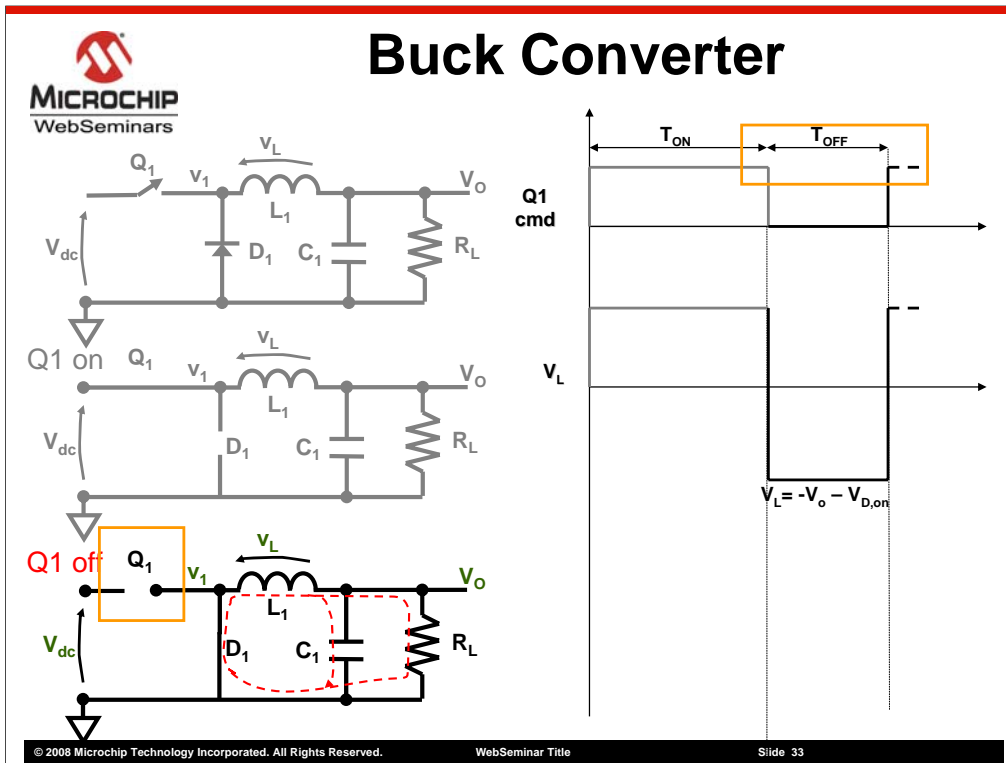 Buck Converter
MICROCHIP
WebSeminars
Q1
v1
vL
L1
VO
Vdc
D1
C1
RL
Q1 on
Q1
v1
vL
L1
VO
Vdc
D1
C1
RL
Q1 off
Q1
v1
vL
L1
VO
Vdc
D1
C1
RL
TON
TOFF
Q1
cmd
VL
VL= -Vo – VD,on
© 2008 Microchip Technology Incorporated. All Rights Reserved.
WebSeminar Title
Slide 33